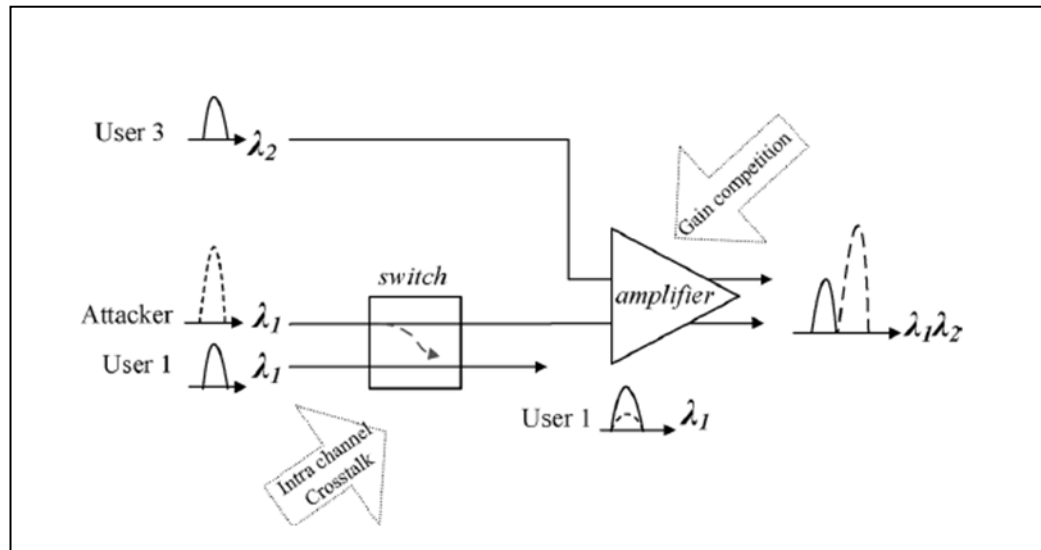 User 3
λ2
Gain competition
switch
amplifier
Attacker
λ1
λ1λ2
User 1
λ1
User 1
λ1
Intra channel
Crosstalk